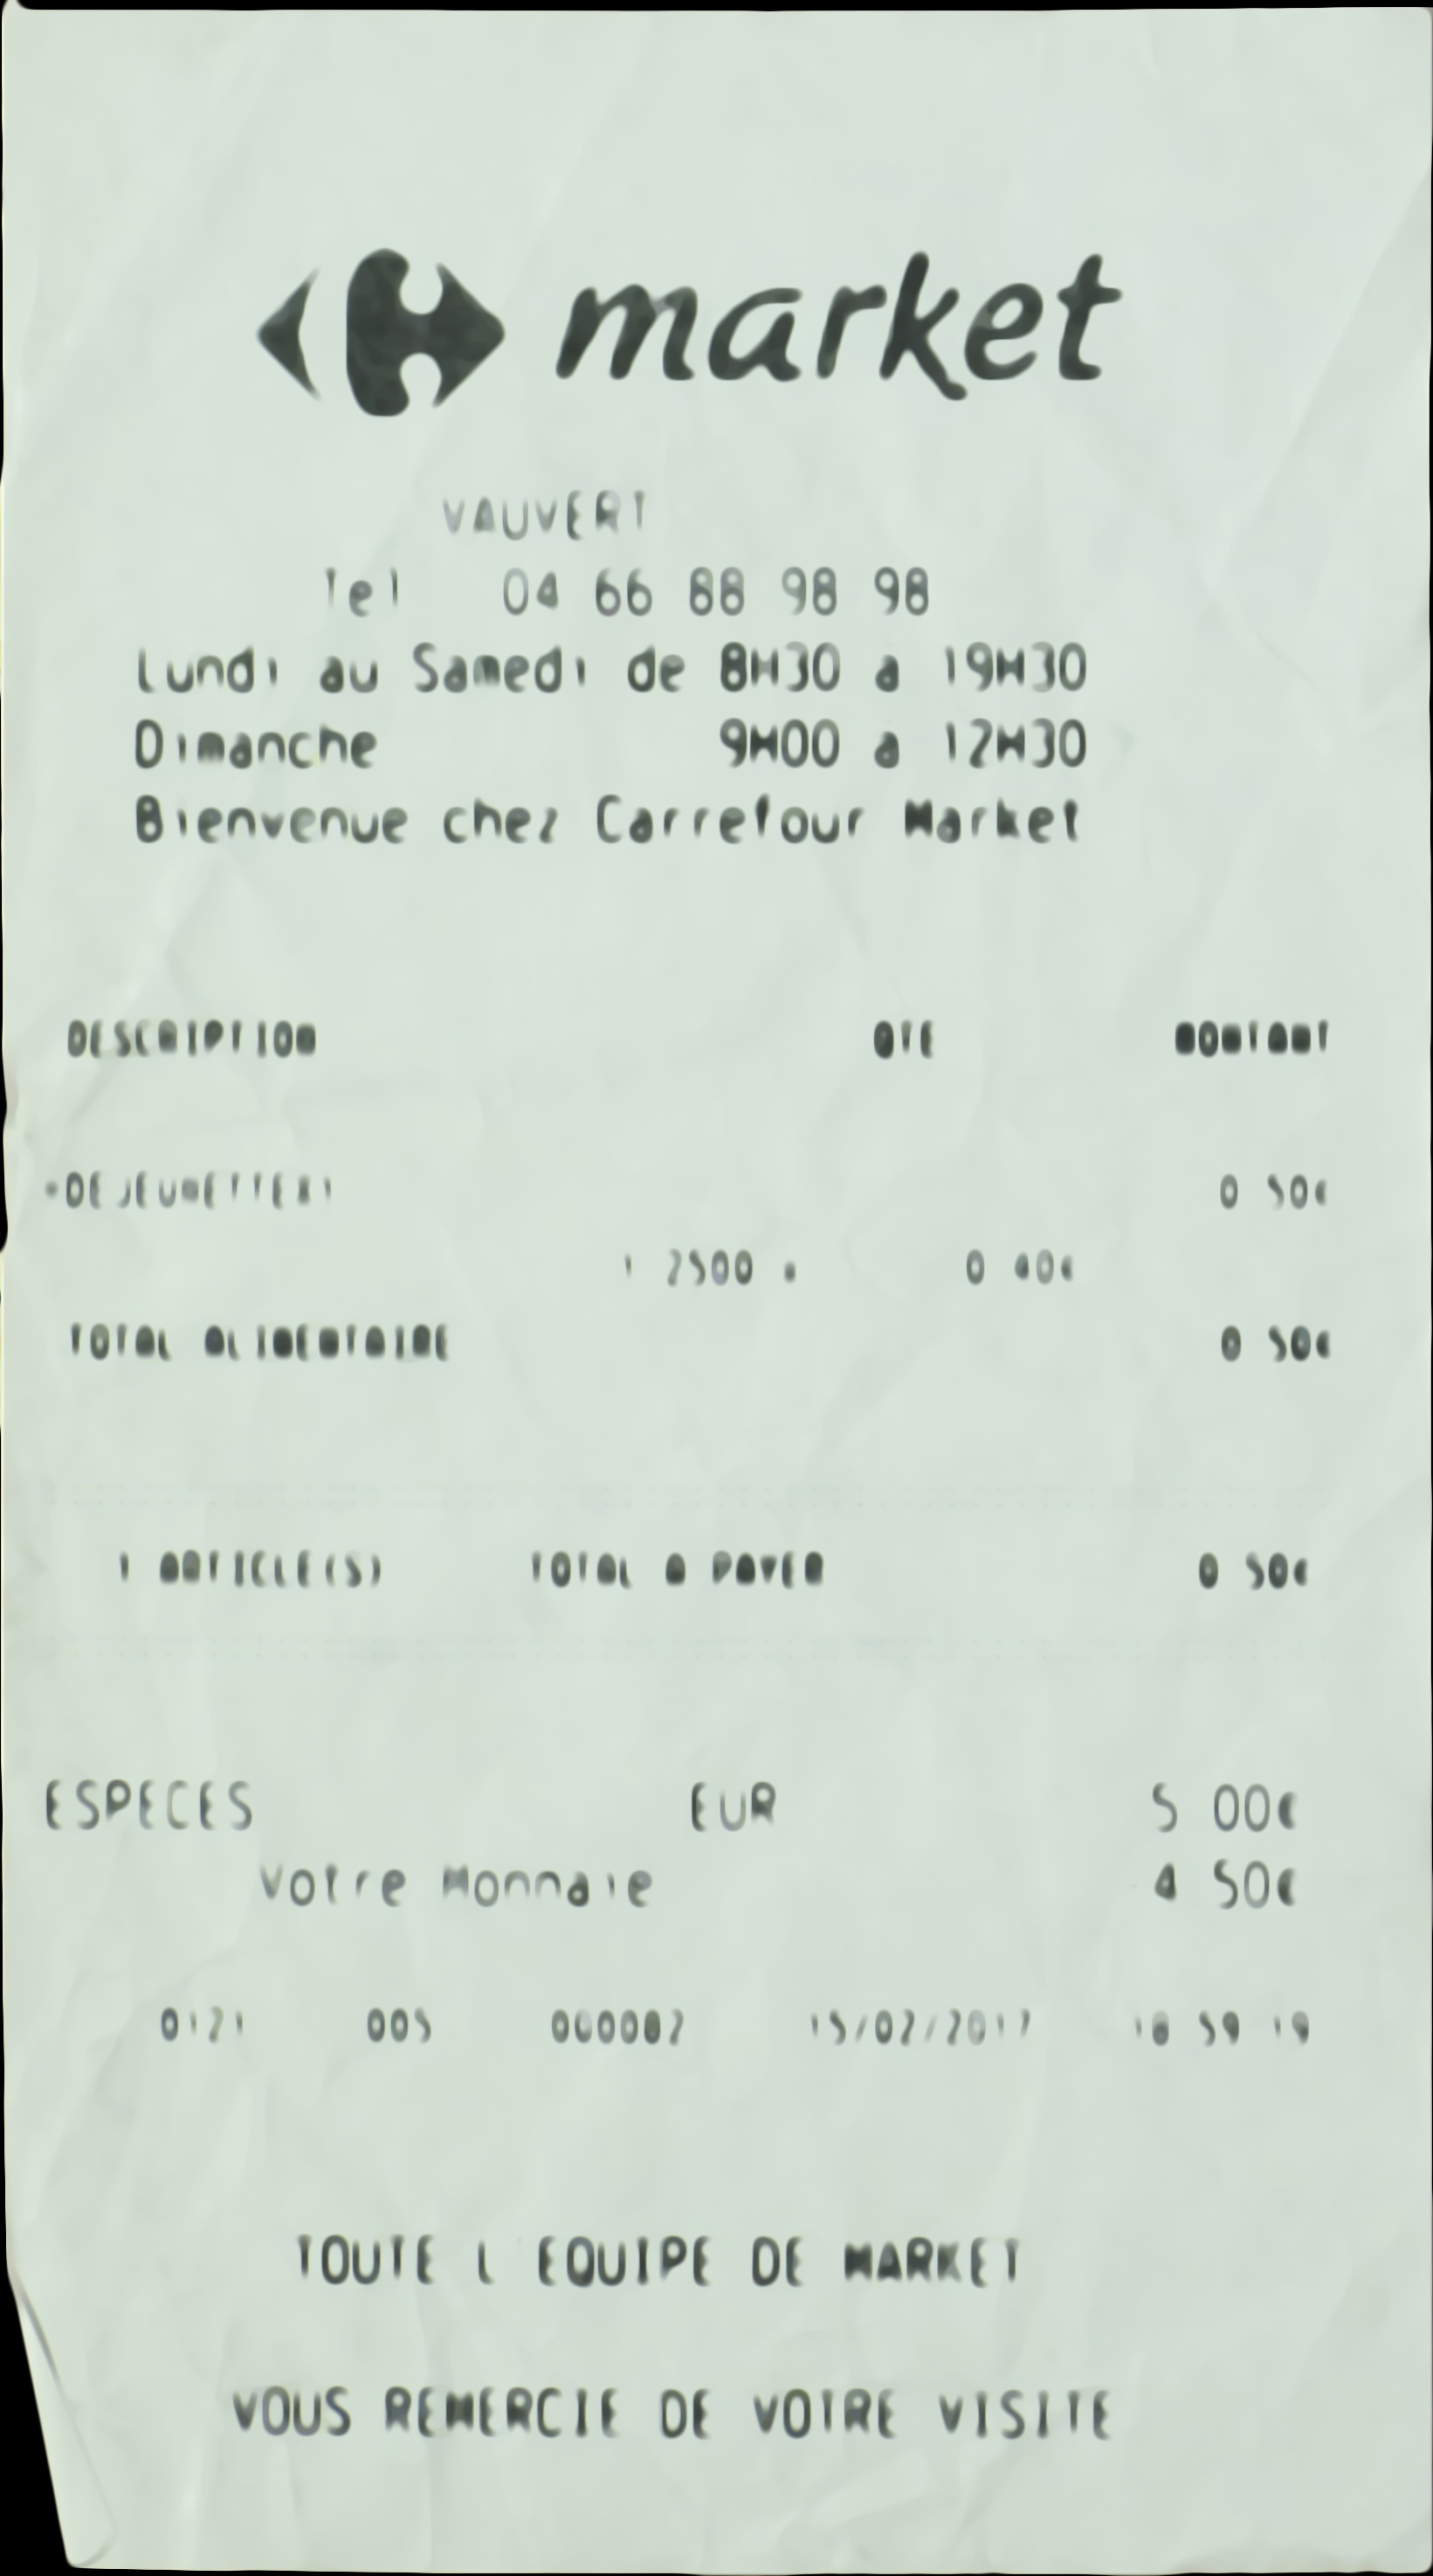 market
VAUVERT
Tel 04 66 88 98 98
Lundi au Samedi de 8H30 a 19H30
Dimanche 9H00 a 12H30
Bienvenue chez Carrefour Market
DESCRIPTION QTE MONTANT
*DEJEUNETTEX1 0.50€
1.2500 x 0.40€
TOTAL ALIMENTAIRE 0.50€
1 ARTICLE(S) TOTAL A PAYER 0.50€
ESPECES EUR 5.00€
Votre Monnaie 4.50€
0121 005 000002 15/02/2017 18:59:19
TOUTE L'EQUIPE DE MARKET
VOUS REMERCIE DE VOTRE VISITE